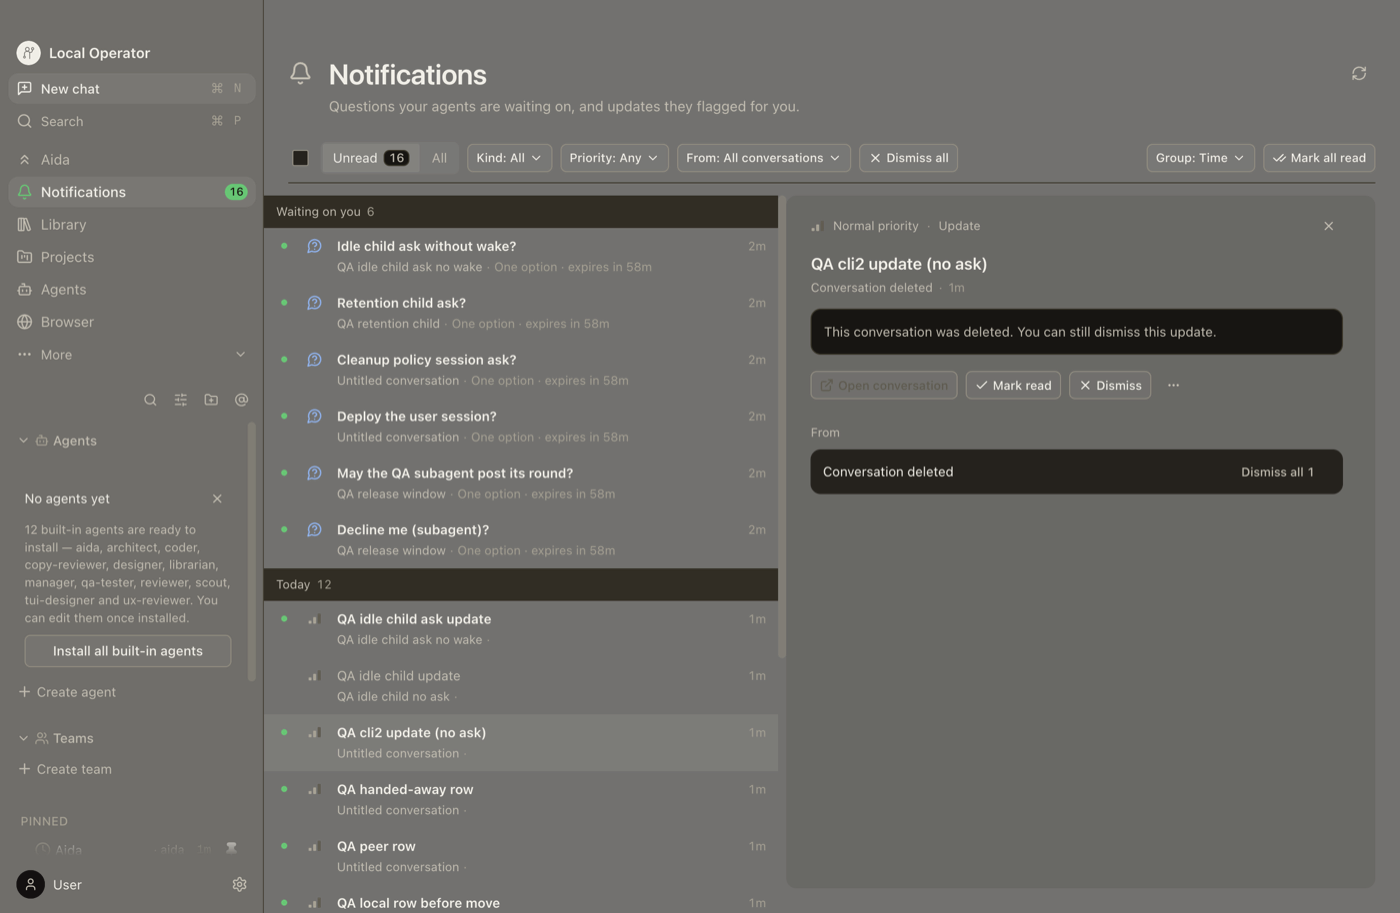 Local Operator
New chat ⌘ N
Search ⌘ P
Aida
Notifications 16
Library
Projects
Agents
Browser
More
Agents
No agents yet
12 built-in agents are ready to
install — aida, architect, coder,
copy-reviewer, designer, librarian,
manager, qa-tester, reviewer, scout,
tui-designer and ux-reviewer. You
can edit them once installed.
Install all built-in agents
Create agent
Teams
Create team
PINNED
Aida · aida 1m
User
Notifications
Questions your agents are waiting on, and updates they flagged for you.
Unread 16 All Kind: All Priority: Any From: All conversations Dismiss all Group: Time Mark all read
Waiting on you 6
Idle child ask without wake? 2m
QA idle child ask no wake · One option · expires in 58m
Retention child ask? 2m
QA retention child · One option · expires in 58m
Cleanup policy session ask? 2m
Untitled conversation · One option · expires in 58m
Deploy the user session? 2m
Untitled conversation · One option · expires in 58m
May the QA subagent post its round? 2m
QA release window · One option · expires in 58m
Decline me (subagent)? 2m
QA release window · One option · expires in 58m
Today 12
QA idle child ask update 1m
QA idle child ask no wake ·
QA idle child update 1m
QA idle child no ask ·
QA cli2 update (no ask) 1m
Untitled conversation ·
QA handed-away row 1m
Untitled conversation ·
QA peer row 1m
Untitled conversation ·
QA local row before move 1m
Normal priority · Update
QA cli2 update (no ask)
Conversation deleted · 1m
This conversation was deleted. You can still dismiss this update.
Open conversation Mark read Dismiss
From
Conversation deleted Dismiss all 1